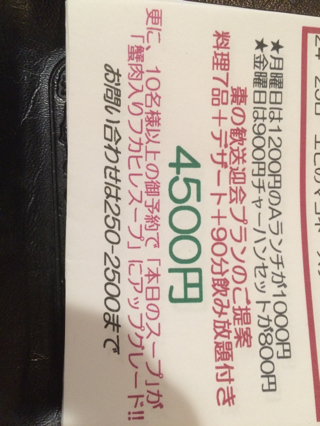 ★月曜日は1200円のAランチが1000円
★金曜日は900円チャーハンセットが800円
棗の歓送迎会プランのご提案
料理7品＋デザート＋90分飲み放題付き
4500円
更に、10名様以上の御予約で「本日のスープ」が
「蟹肉入りフカヒレスープ」にアップグレード!!
お問い合わせは250-2500まで